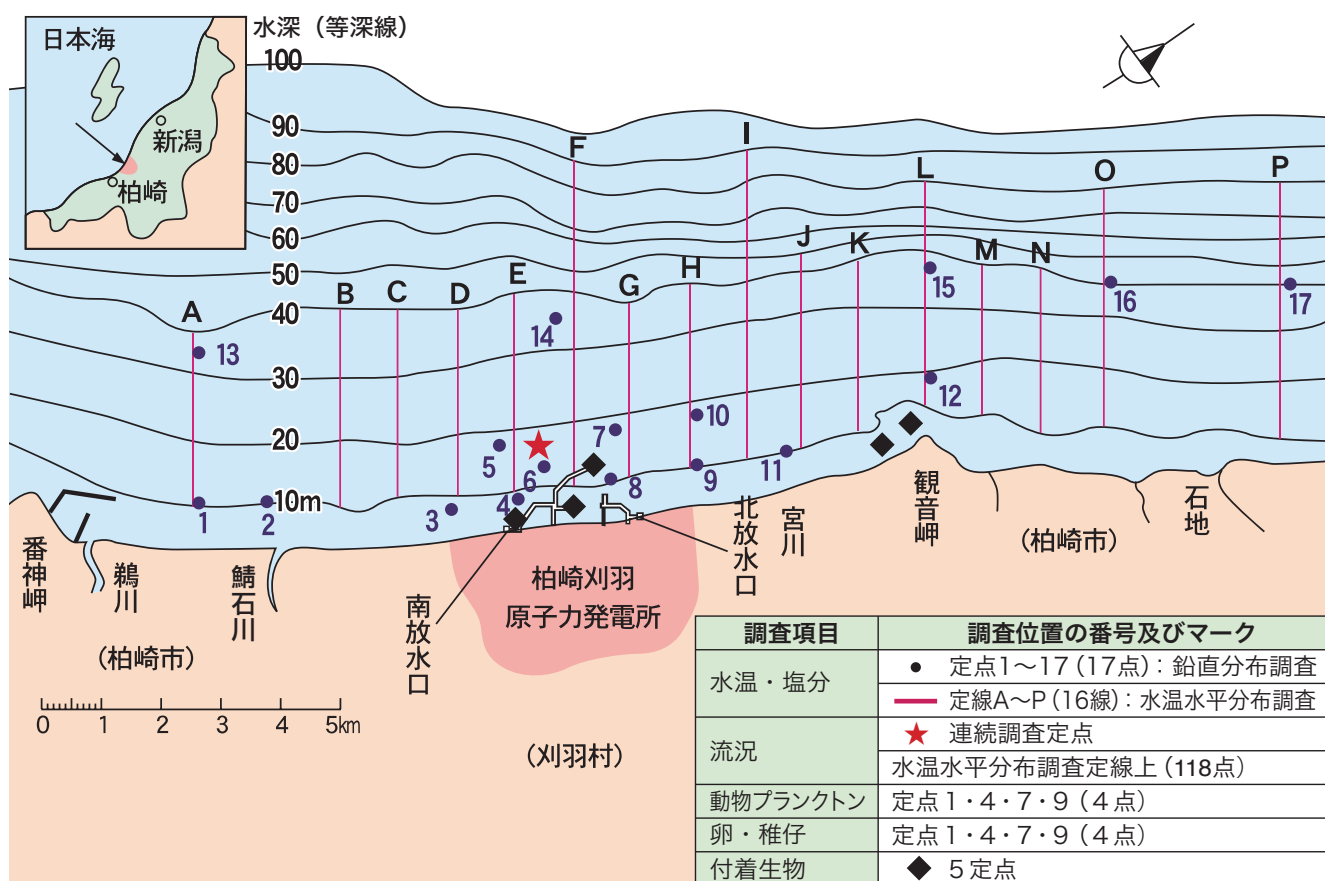 水深（等深線）
日本海
新潟
柏崎
100
90
80
70
60
50
40
30
20
10m
A
B
C
D
E
F
G
H
I
J
K
L
M
N
O
P
13
14
15
16
17
12
10
11
9
8
7
6
5
4
3
2
1
番神岬
鵜川
鯖石川
南放水口
北放水口
宮川
観音岬
石地
（柏崎市）
（柏崎市）
柏崎刈羽
原子力発電所
（刈羽村）
0 1 2 3 4 5km
調査項目 調査位置の番号及びマーク
水温・塩分 ● 定点1～17（17点）：鉛直分布調査
定線A～P（16線）：水温水平分布調査
流況 ★ 連続調査定点
水温水平分布調査定線上（118点）
動物プランクトン 定点1・4・7・9（4点）
卵・稚仔 定点1・4・7・9（4点）
付着生物 ◆ 5定点